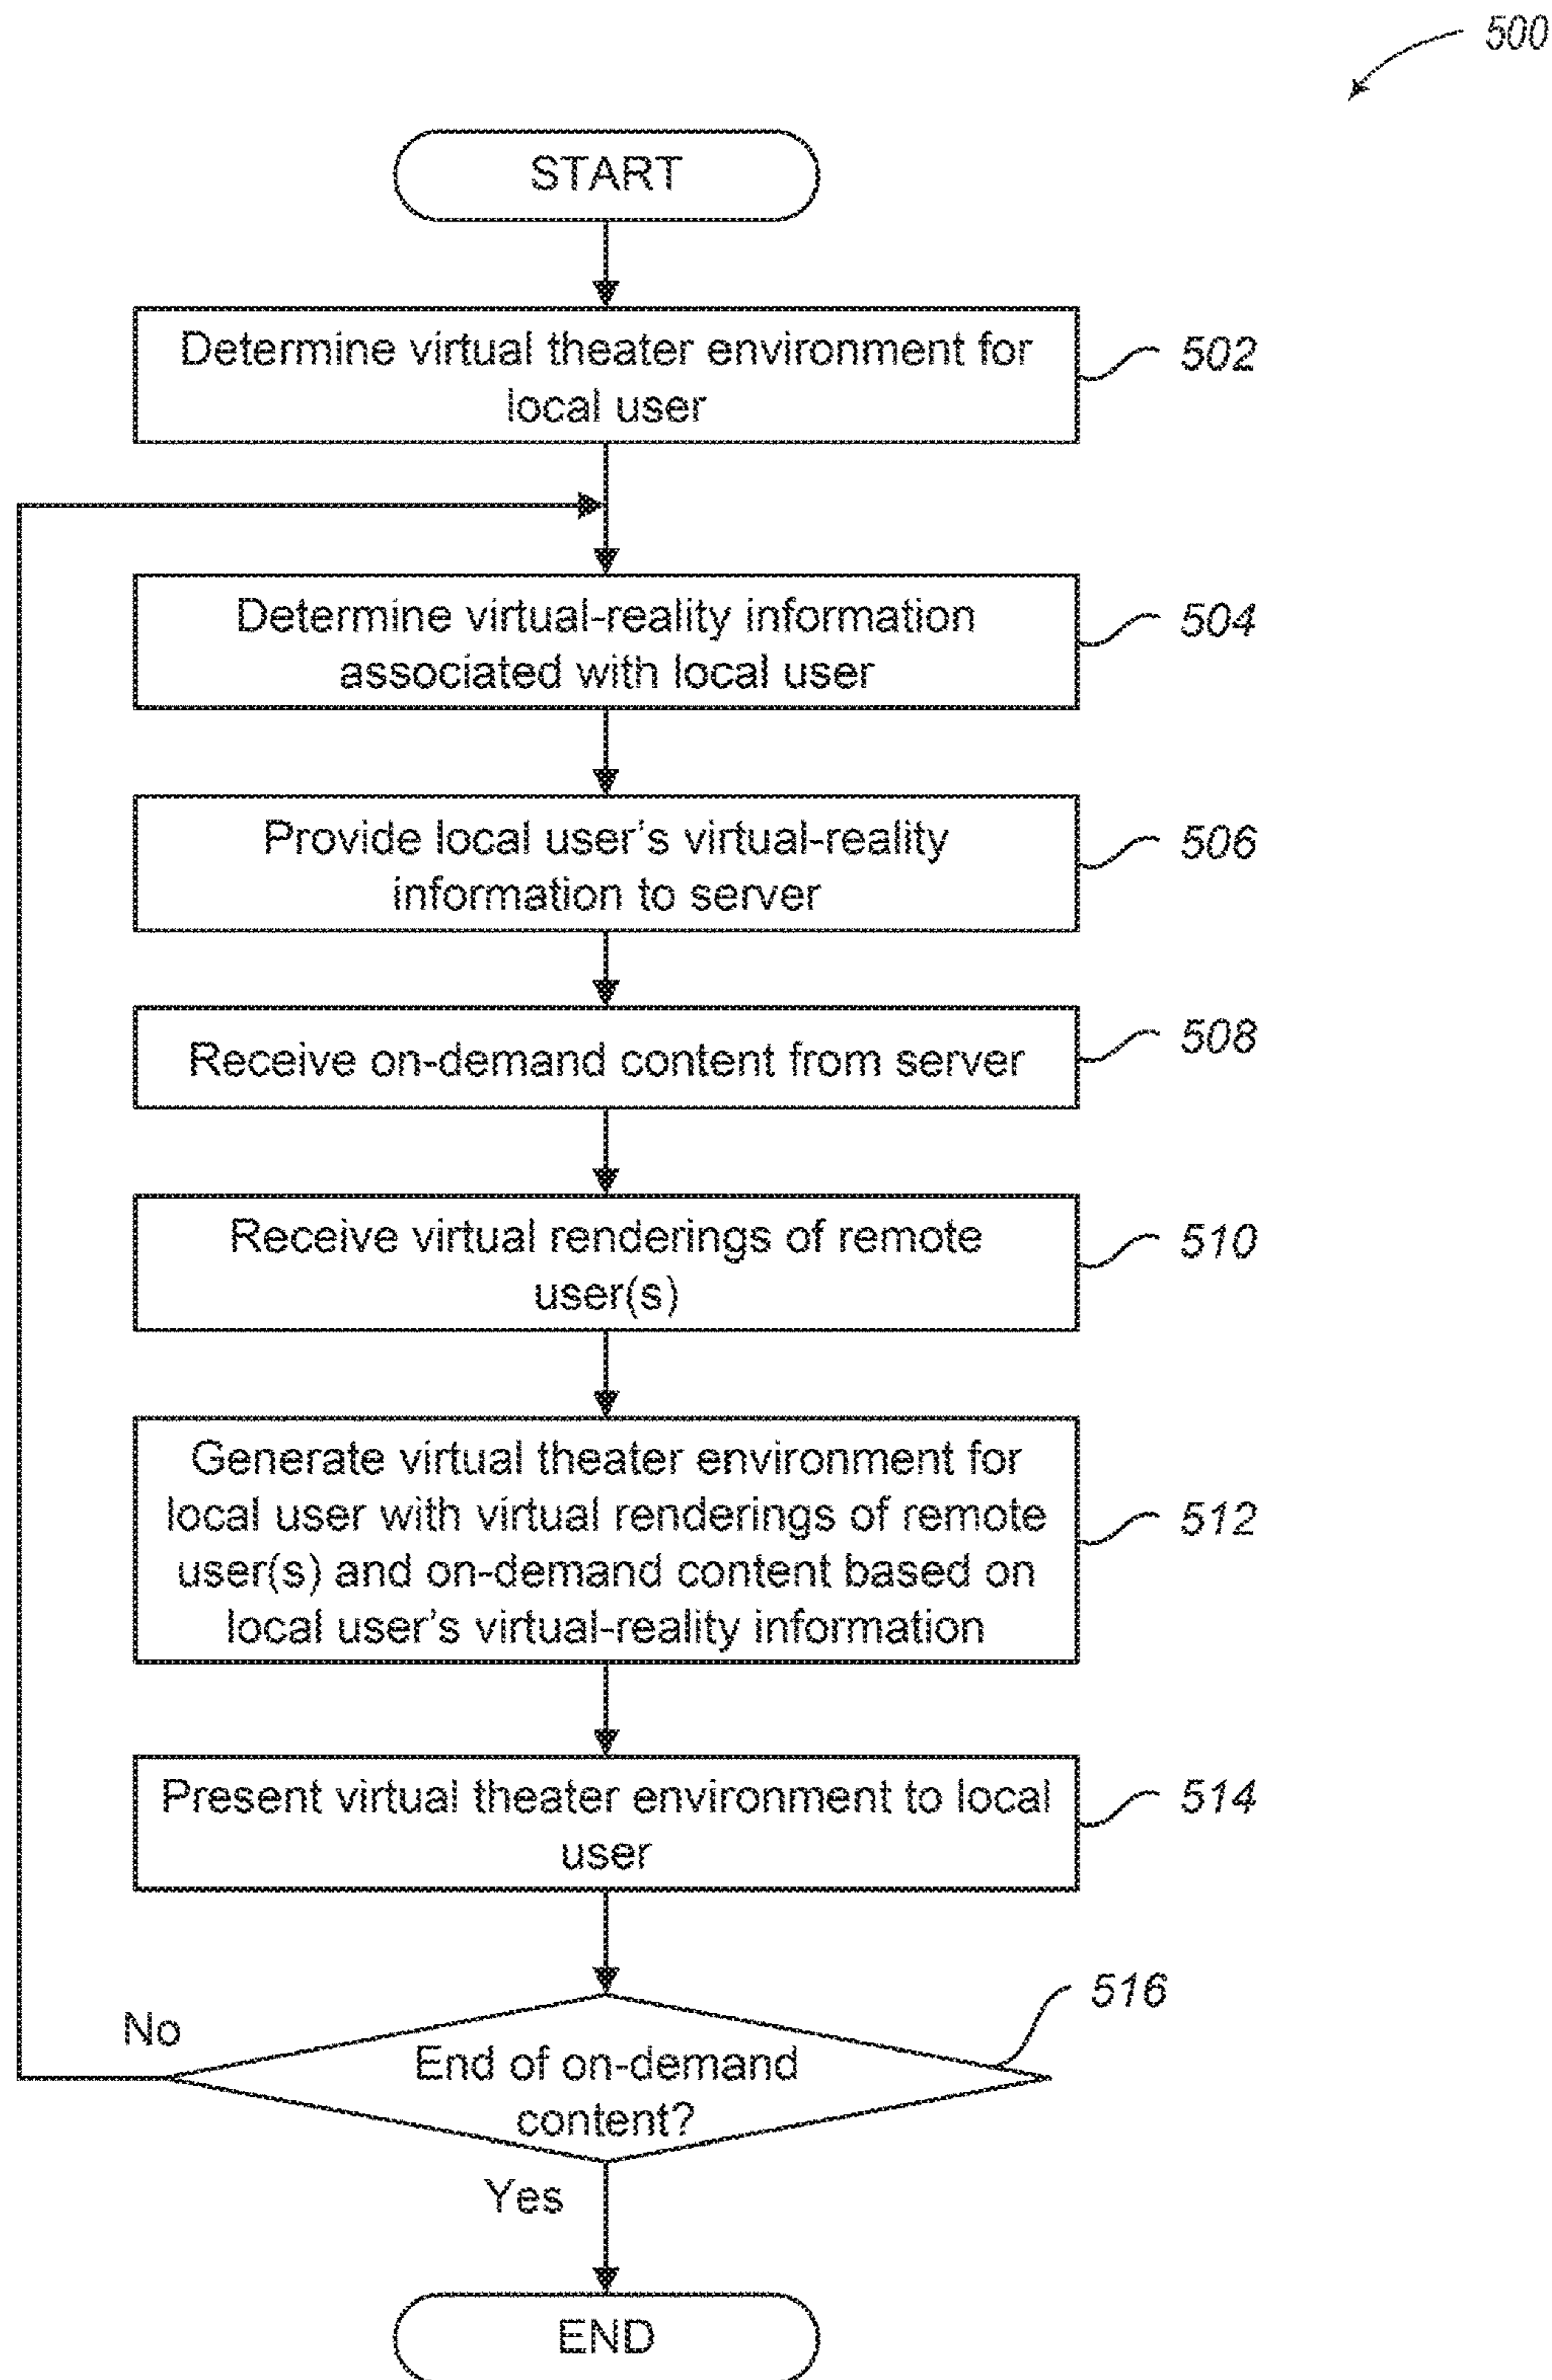 500
START
Determine virtual theater environment for
local user
502
Determine virtual-reality information
associated with local user
504
Provide local user's virtual-reality
information to server
506
Receive on-demand content from server
508
Receive virtual renderings of remote
user(s)
510
Generate virtual theater environment for
local user with virtual renderings of remote
user(s) and on-demand content based on
local user's virtual-reality information
512
Present virtual theater environment to local
user
514
516
No
End of on-demand
content?
Yes
END